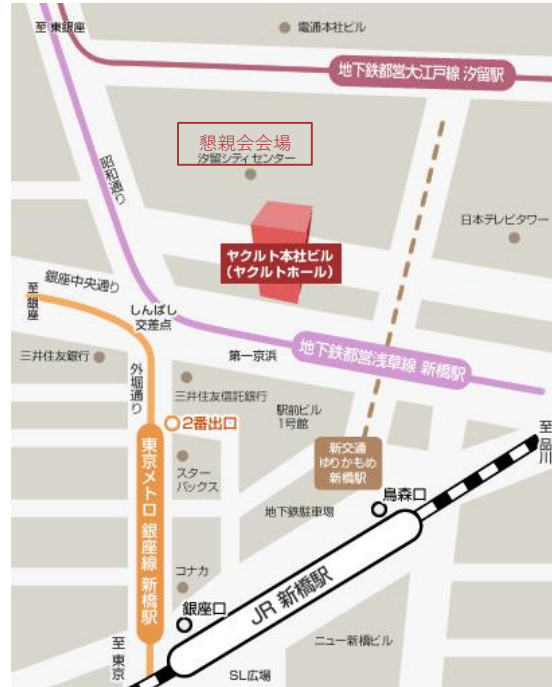 電通本社ビル
至 東銀座
地下鉄都営大江戸線 汐留駅
懇親会会場
汐留シティセンター
昭和通り
日本テレビタワー
ヤクルト本社ビル
(ヤクルトホール)
銀座中央通り
至 銀座
しんばし
交差点
地下鉄都営浅草線 新橋駅
第一京浜
三井住友銀行
外堀通り
三井住友信託銀行
駅前ビル
1号館
2番出口
至 品川
新交通
ゆりかもめ
新橋駅
東京メトロ 銀座線 新橋駅
スター
バックス
烏森口
地下鉄駐車場
コナカ
JR 新橋駅
銀座口
ニュー新橋ビル
至 東京
SL広場